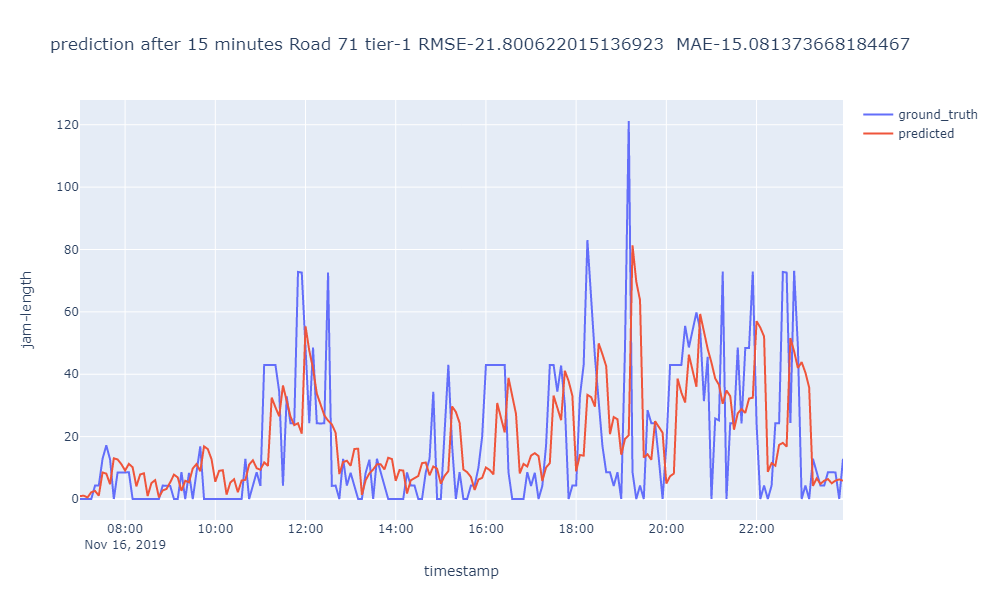 prediction after 15 minutes Road 71 tier-1 RMSE-21.800622015136923  MAE-15.081373668184467
ground_truth
predicted
120
100
80
60
40
20
0
jam-length
08:00 10:00 12:00 14:00 16:00 18:00 20:00 22:00
Nov 16, 2019
timestamp